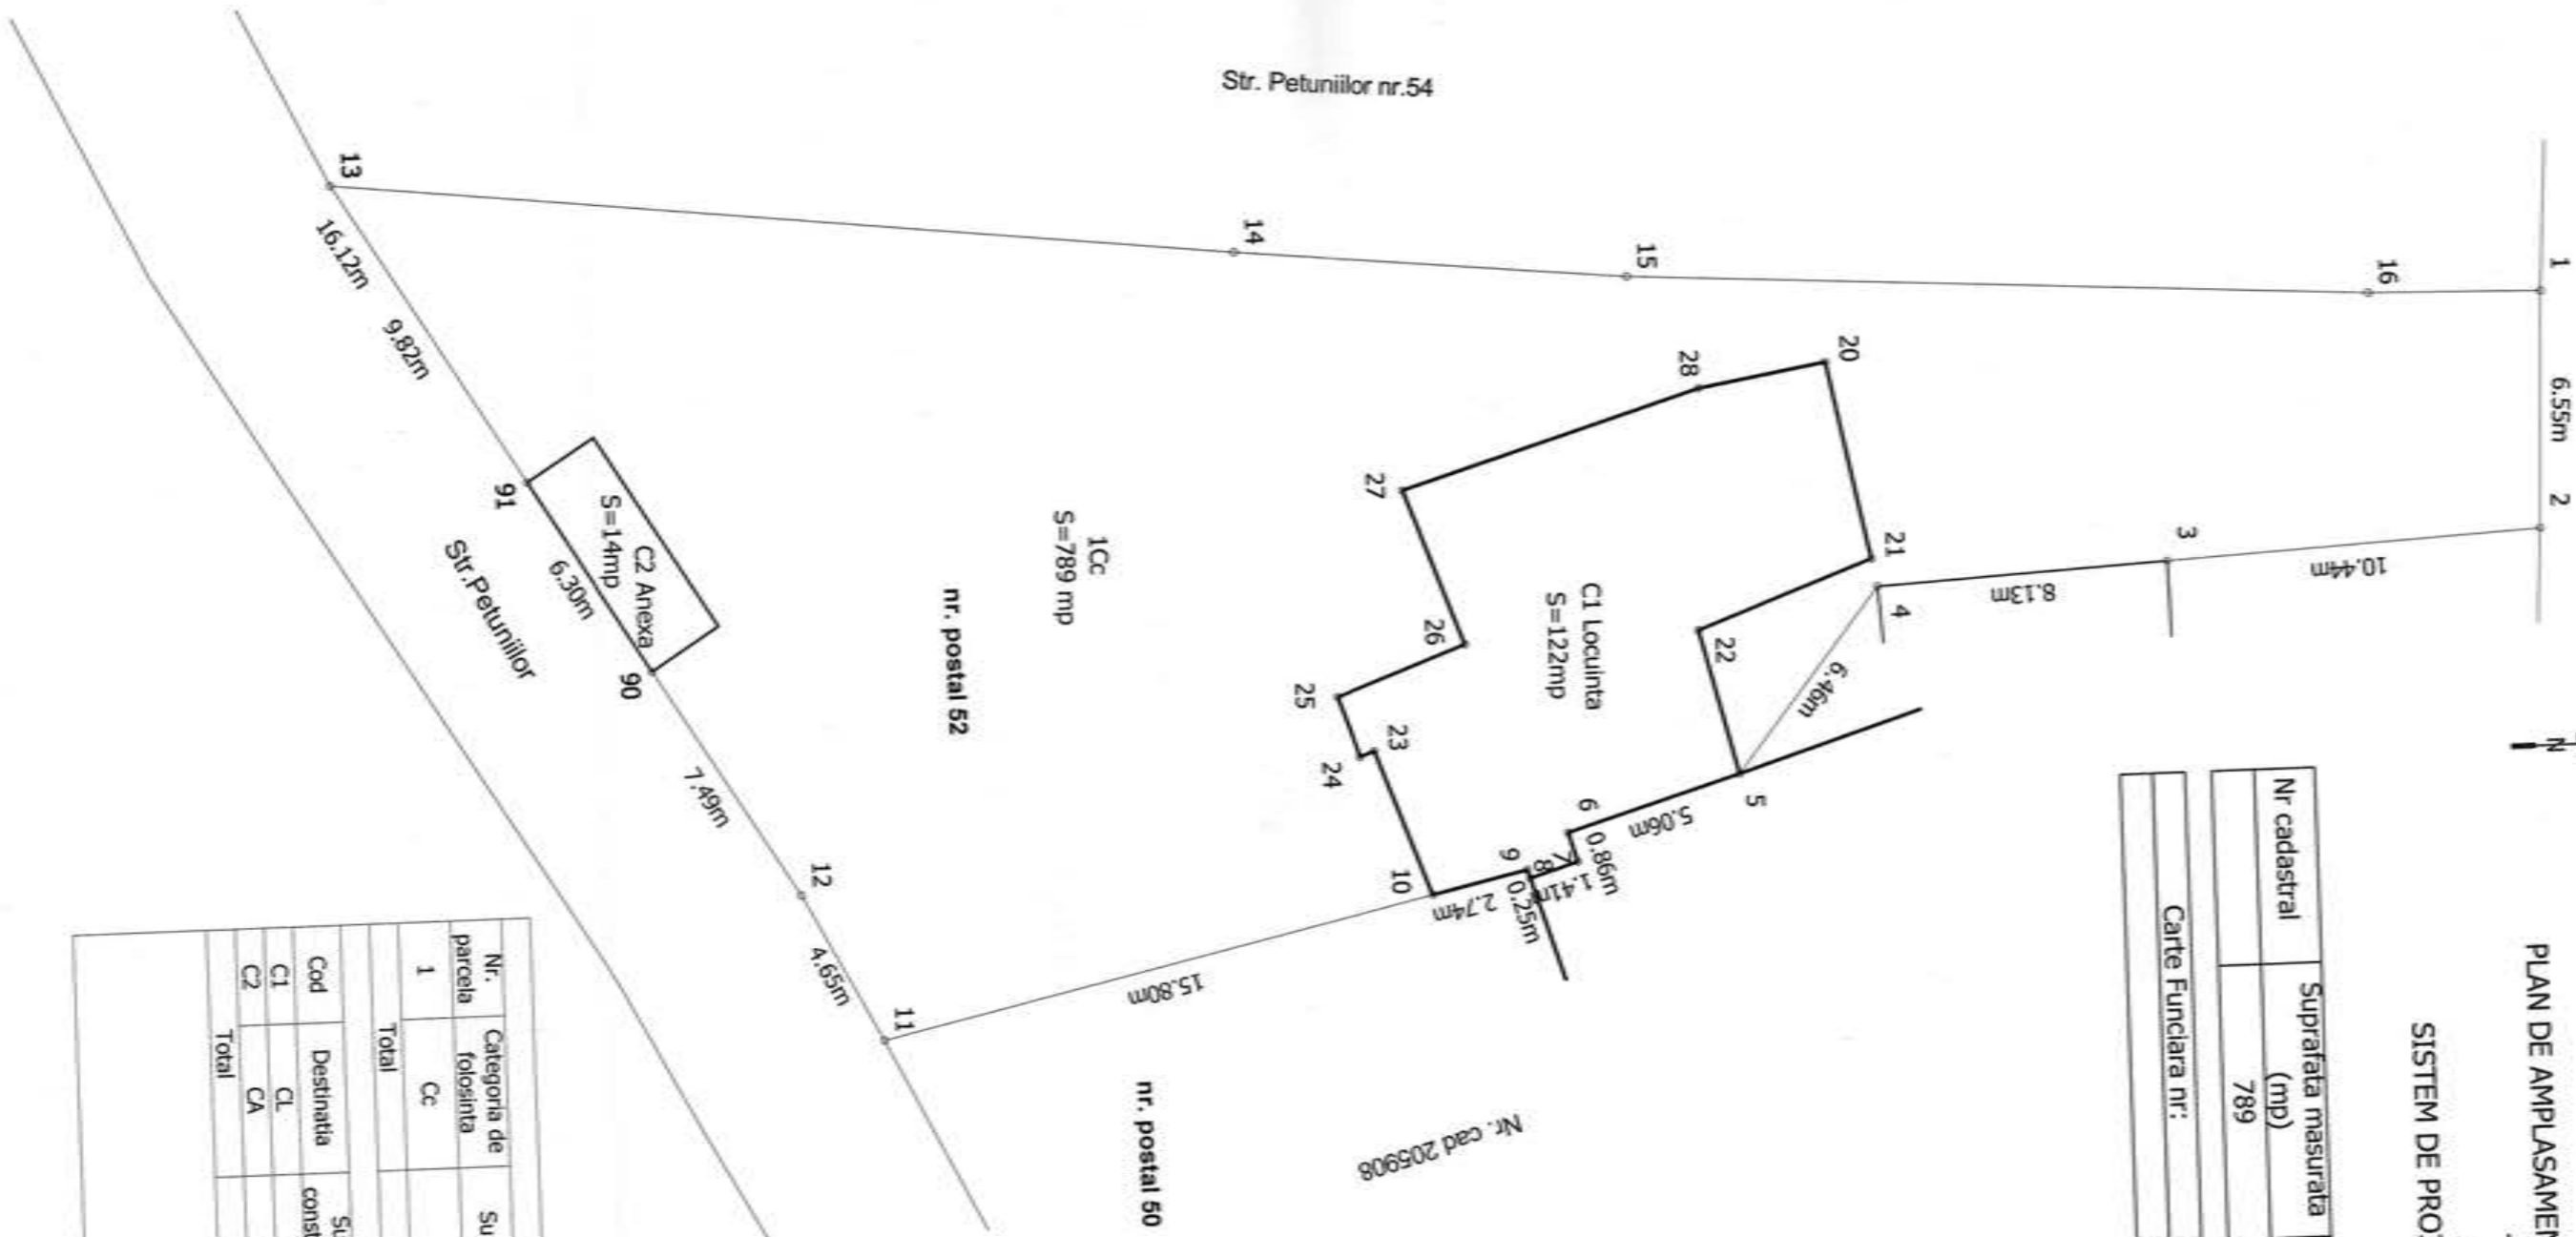 PLAN DE AMPLASAMEN
SISTEM DE PRO
N
Nr cadastral
Suprafata masurata
(mp)
789
Carte Funciara nr:
1
6.55m
2
16
10.44m
3
8.13m
4
15
20
21
28
22
6.46m
5
C1 Locuinta
S=122mp
5.06m
6
0.86m
7
1.41m
8
0.25m
9
2.74m
10
27
26
25
23
24
14
Str. Petuniilor nr.54
1Cc
S=789 mp
nr. postal 52
15.80m
nr. postal 50
Nr. cad 205908
13
16.12m
9.82m
91
C2 Anexa
S=14mp
6.30m
90
Str.Petuniilor
7.49m
12
4.65m
11
Nr.
parcela
Categoria de
folosinta
Su
1
Cc
Total
Cod
Destinatia
Su
const
C1
CL
C2
CA
Total